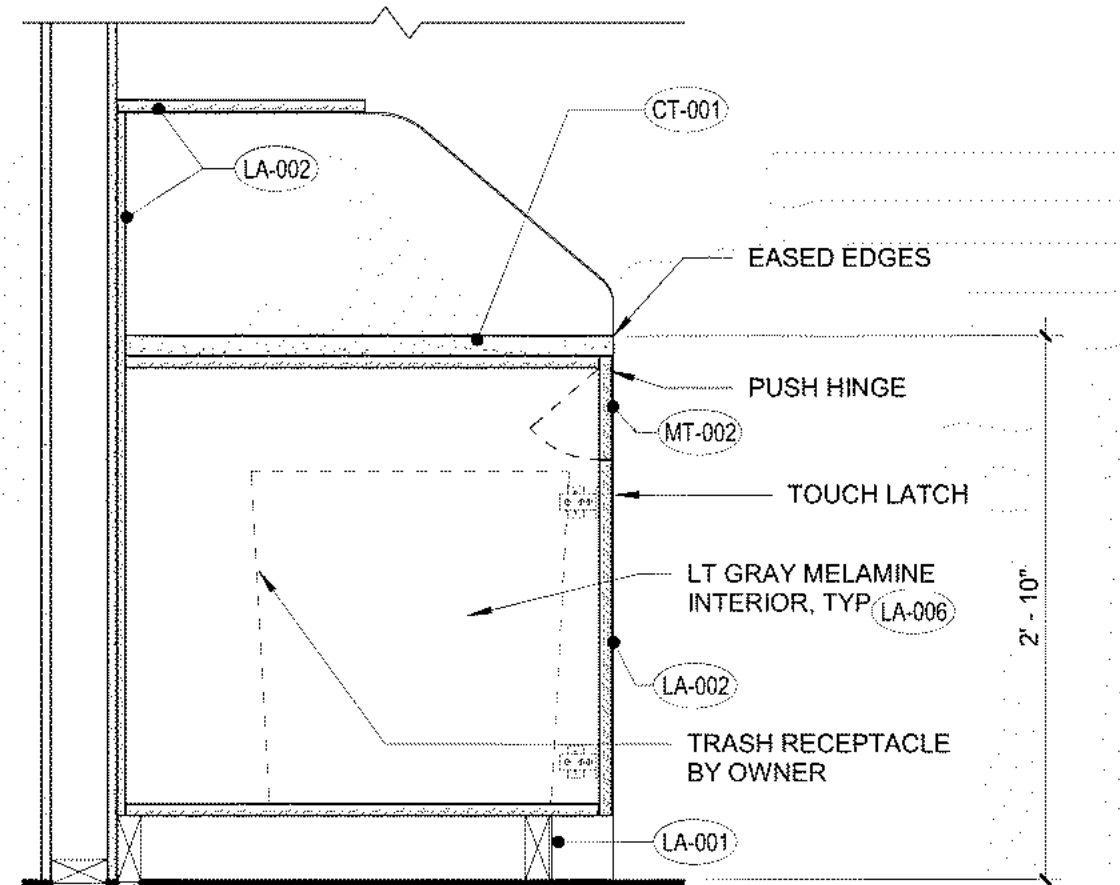 CT-001
LA-002
EASED EDGES
PUSH HINGE
MT-002
TOUCH LATCH
LT GRAY MELAMINE
INTERIOR, TYP LA-006
2' - 10"
LA-002
TRASH RECEPTACLE
BY OWNER
LA-001